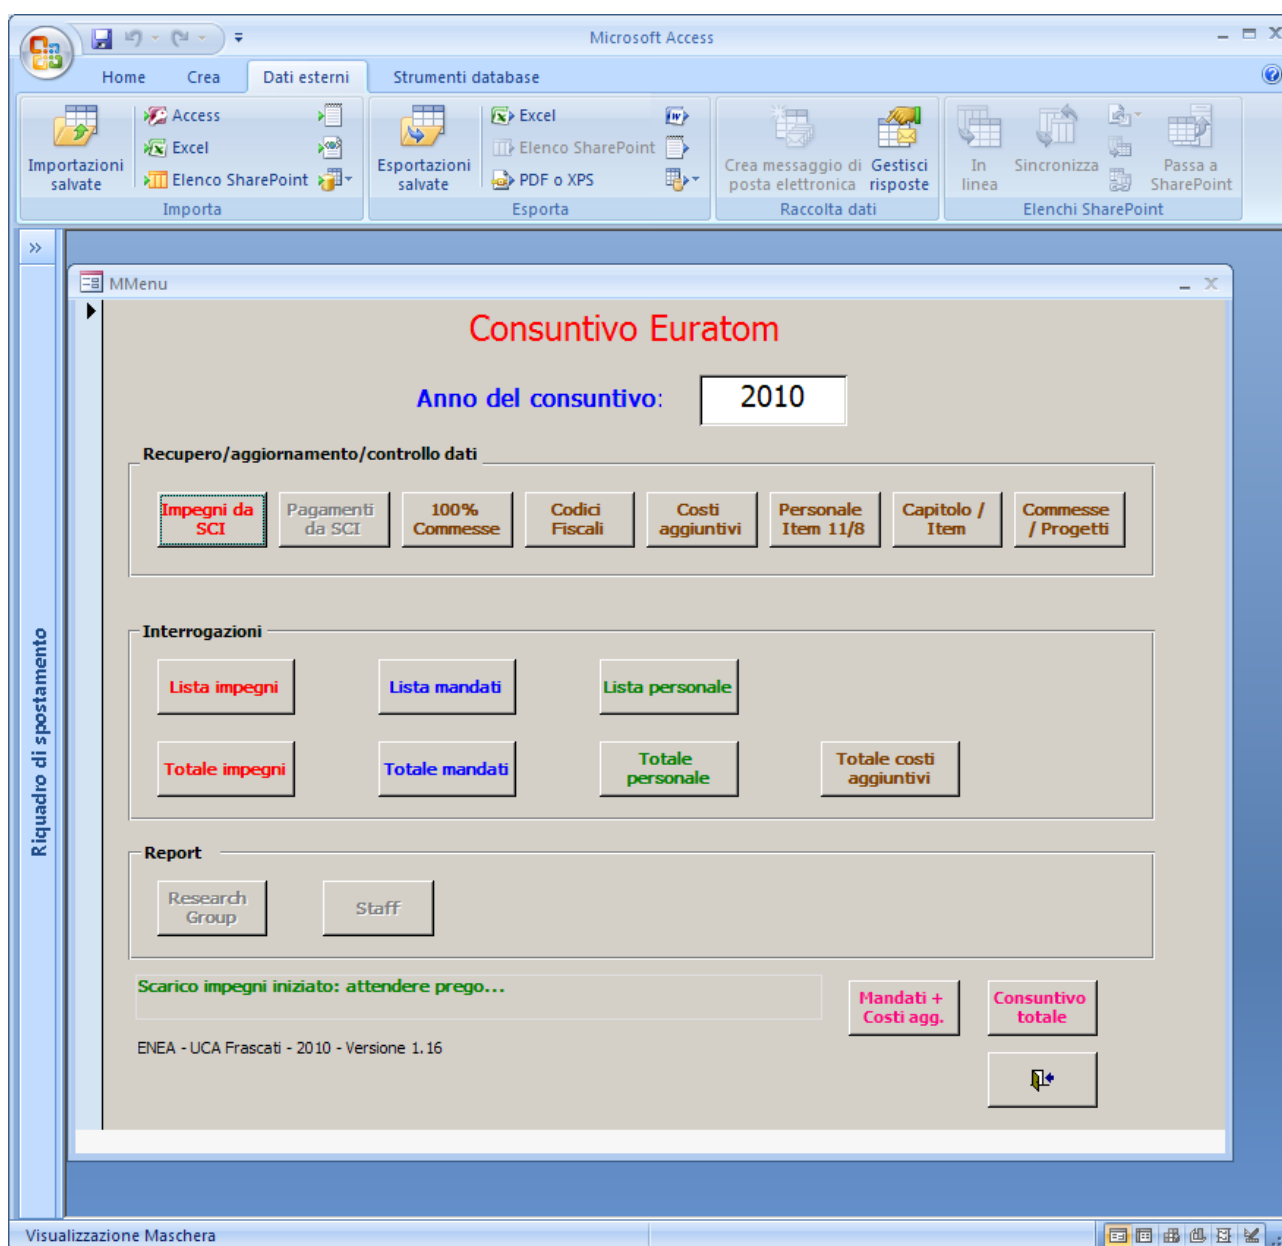 Microsoft Access
Home Crea Dati esterni Strumenti database
Importazioni salvate
Access
Excel
Elenco SharePoint
Importa
Esportazioni salvate
Excel
Elenco SharePoint
PDF o XPS
Esporta
Crea messaggio di posta elettronica
Gestisci risposte
Raccolta dati
In linea
Sincronizza
Passa a SharePoint
Elenchi SharePoint
»
Riquadro di spostamento
MMenu
Consuntivo Euratom
Anno del consuntivo: 2010
Recupero/aggiornamento/controllo dati
Impegni da SCI
Pagamenti da SCI
100% Commesse
Codici Fiscali
Costi aggiuntivi
Personale Item 11/8
Capitolo / Item
Commesse / Progetti
Interrogazioni
Lista impegni
Lista mandati
Lista personale
Totale impegni
Totale mandati
Totale personale
Totale costi aggiuntivi
Report
Research Group
Staff
Scarico impegni iniziato: attendere prego...
Mandati + Costi agg.
Consuntivo totale
ENEA - UCA Frascati - 2010 - Versione 1.16
Visualizzazione Maschera